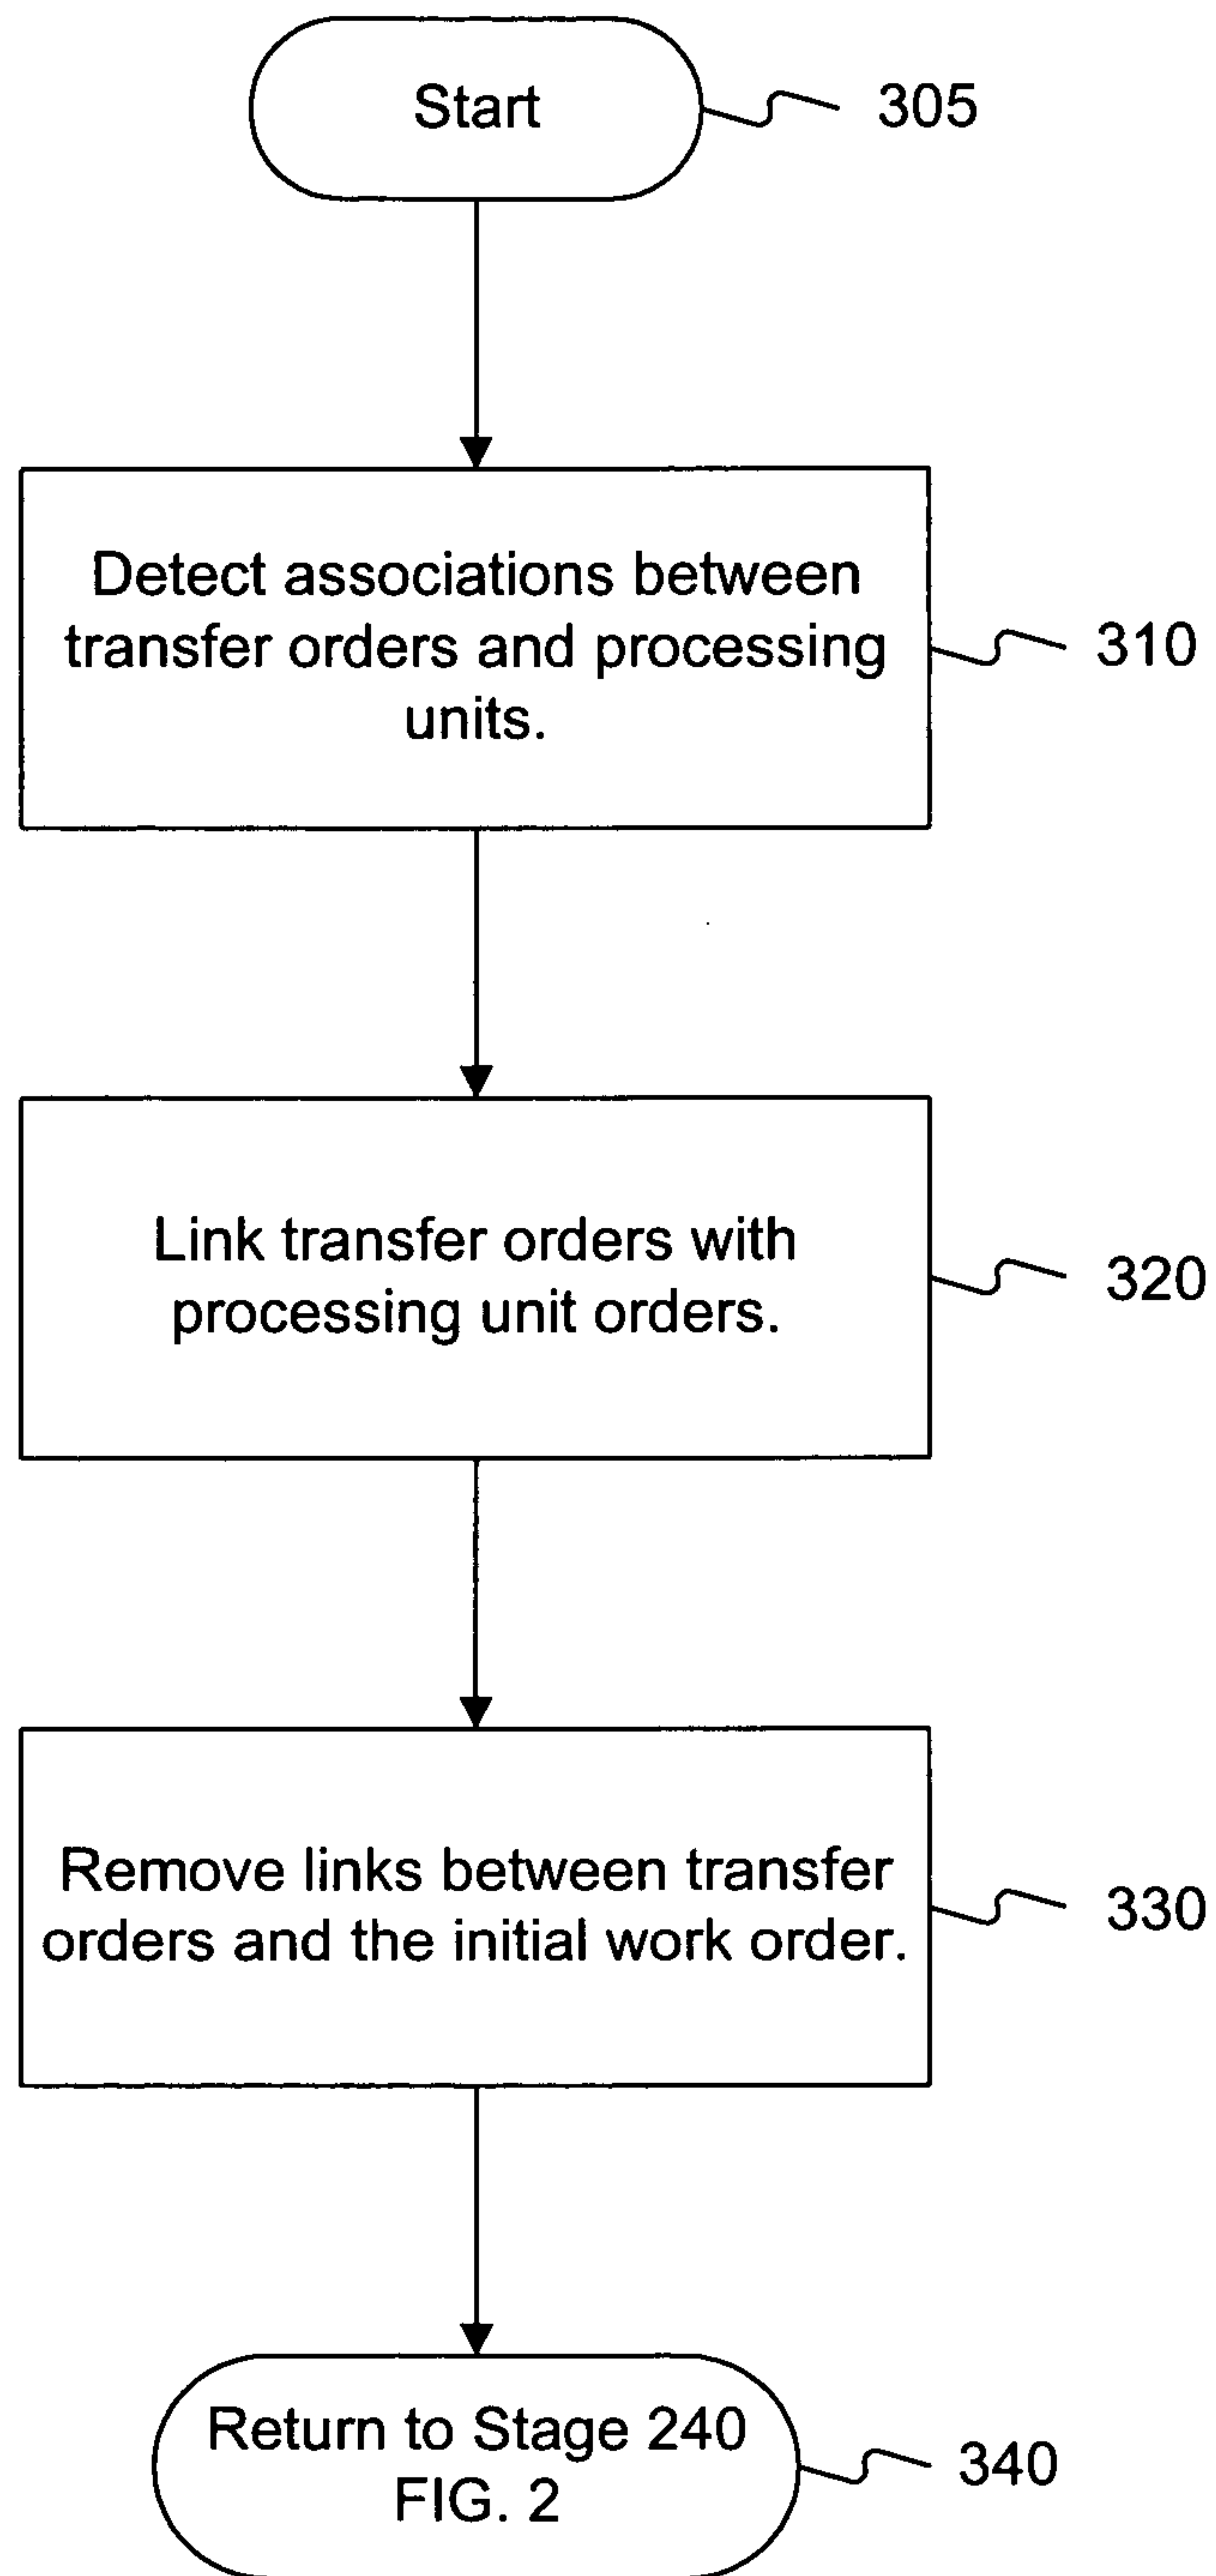 Start
305
Detect associations between
transfer orders and processing
units.
310
Link transfer orders with
processing unit orders.
320
Remove links between transfer
orders and the initial work order.
330
Return to Stage 240
FIG. 2
340